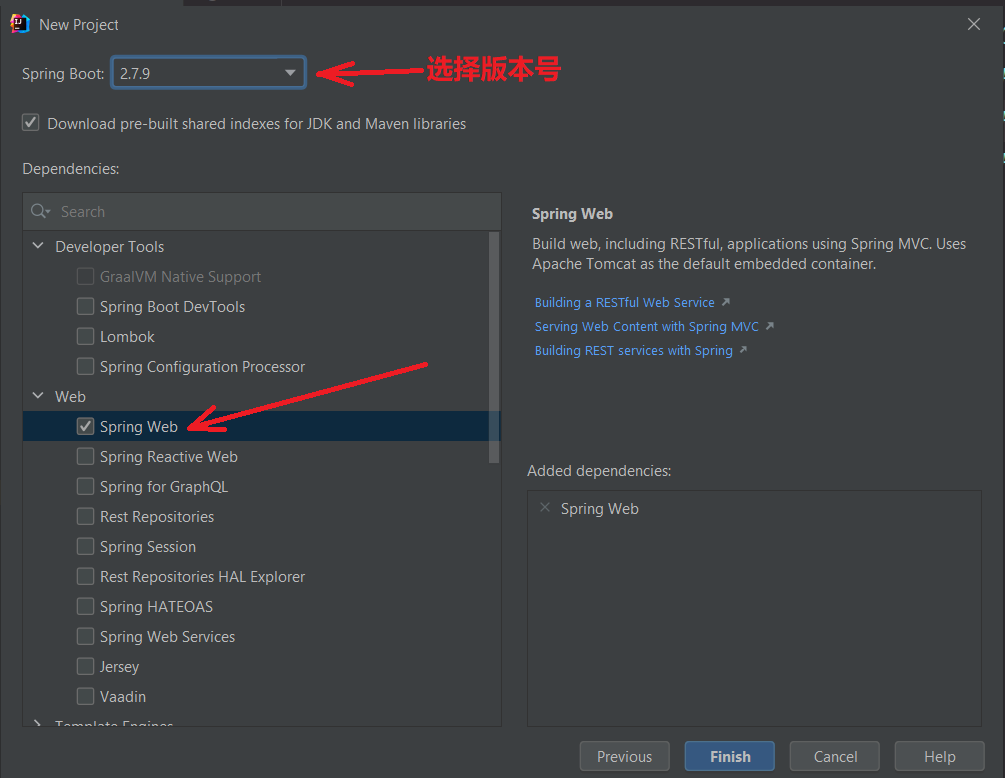 New Project
Spring Boot: 2.7.9 选择版本号
Download pre-built shared indexes for JDK and Maven libraries
Dependencies:
Search
Developer Tools
GraalVM Native Support
Spring Boot DevTools
Lombok
Spring Configuration Processor
Web
Spring Web
Spring Reactive Web
Spring for GraphQL
Rest Repositories
Spring Session
Rest Repositories HAL Explorer
Spring HATEOAS
Spring Web Services
Jersey
Vaadin
Template Engines
Spring Web
Build web, including RESTful, applications using Spring MVC. Uses
Apache Tomcat as the default embedded container.
Building a RESTful Web Service
Serving Web Content with Spring MVC
Building REST services with Spring
Added dependencies:
Spring Web
Previous Finish Cancel Help